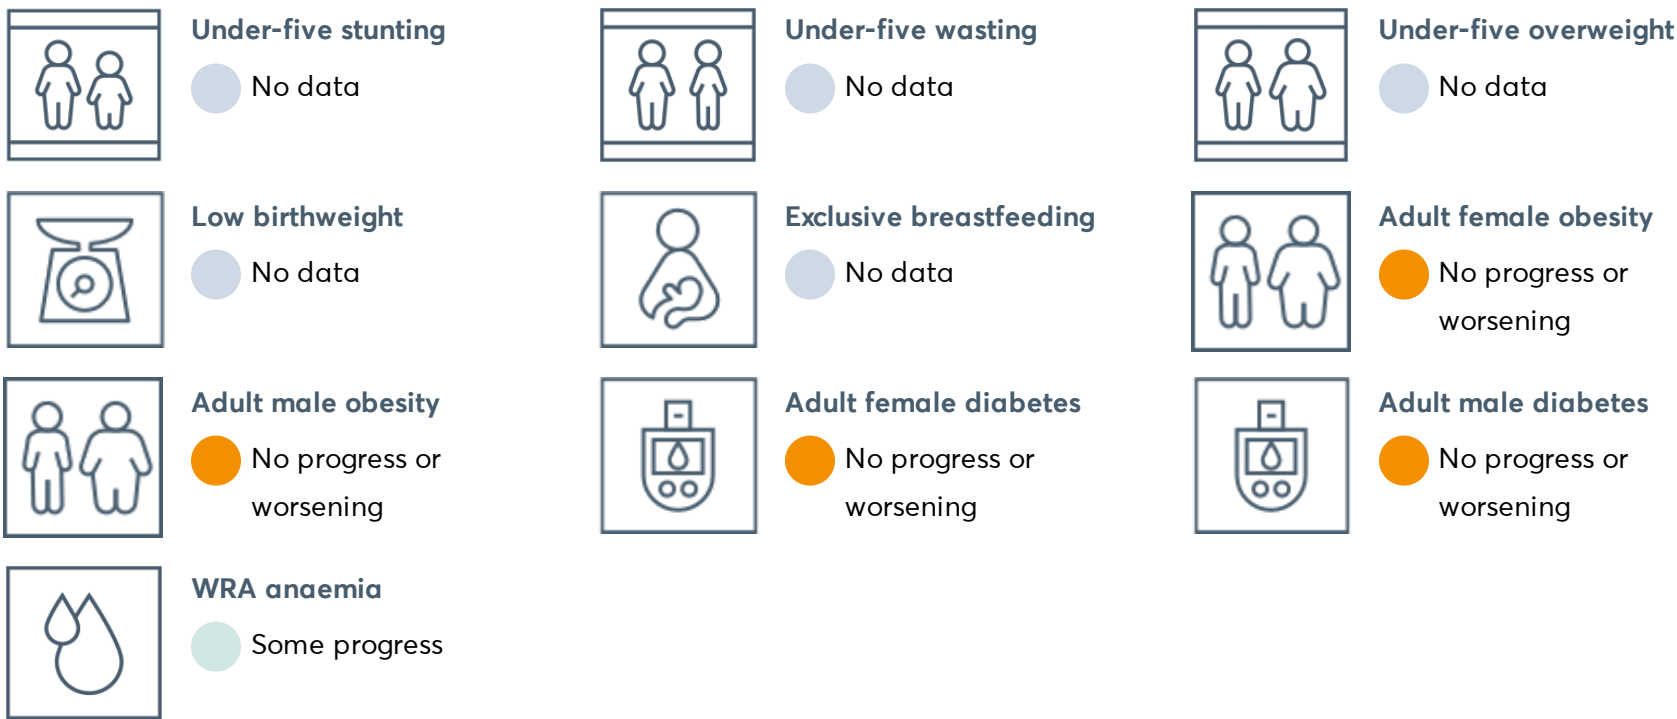 Under-five stunting
No data
Under-five wasting
No data
Under-five overweight
No data
Low birthweight
No data
Exclusive breastfeeding
No data
Adult female obesity
No progress or
worsening
Adult male obesity
No progress or
worsening
Adult female diabetes
No progress or
worsening
Adult male diabetes
No progress or
worsening
WRA anaemia
Some progress